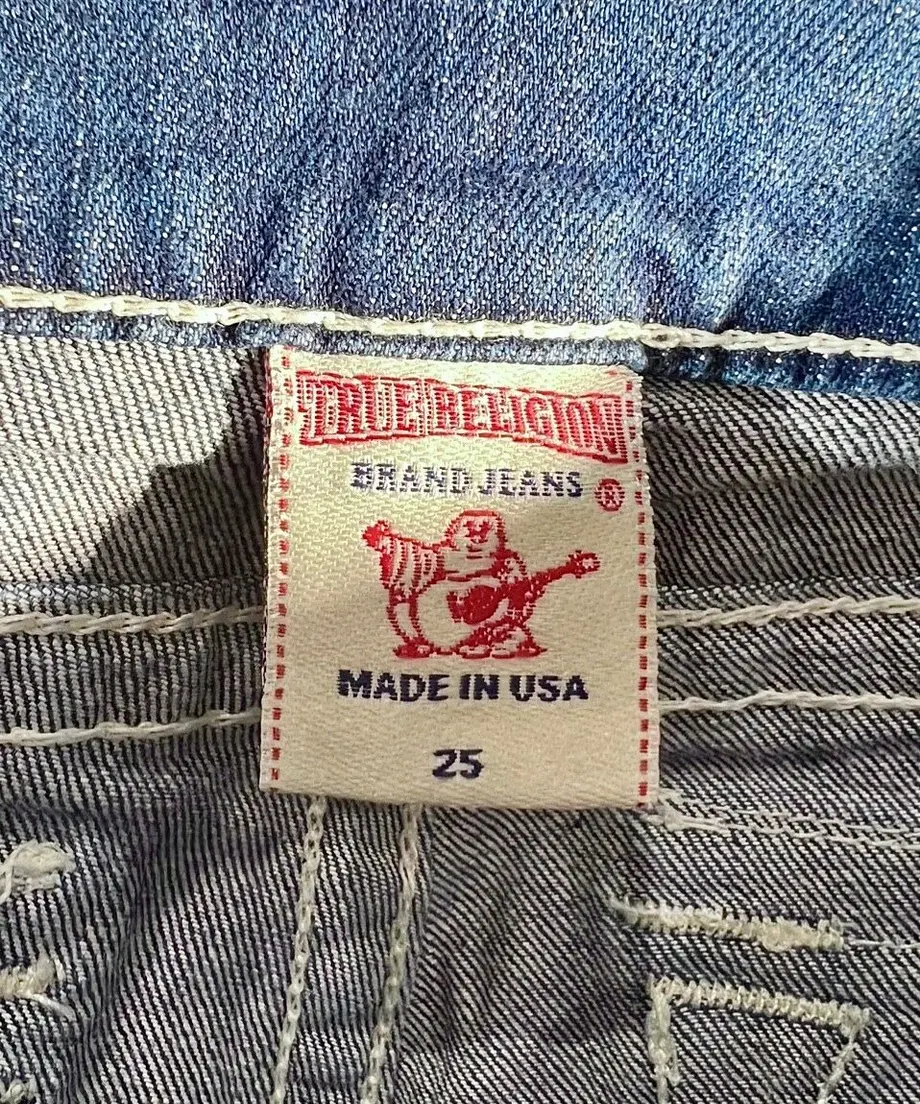 TRUE RELIGION
BRAND JEANS ®
MADE IN USA
25